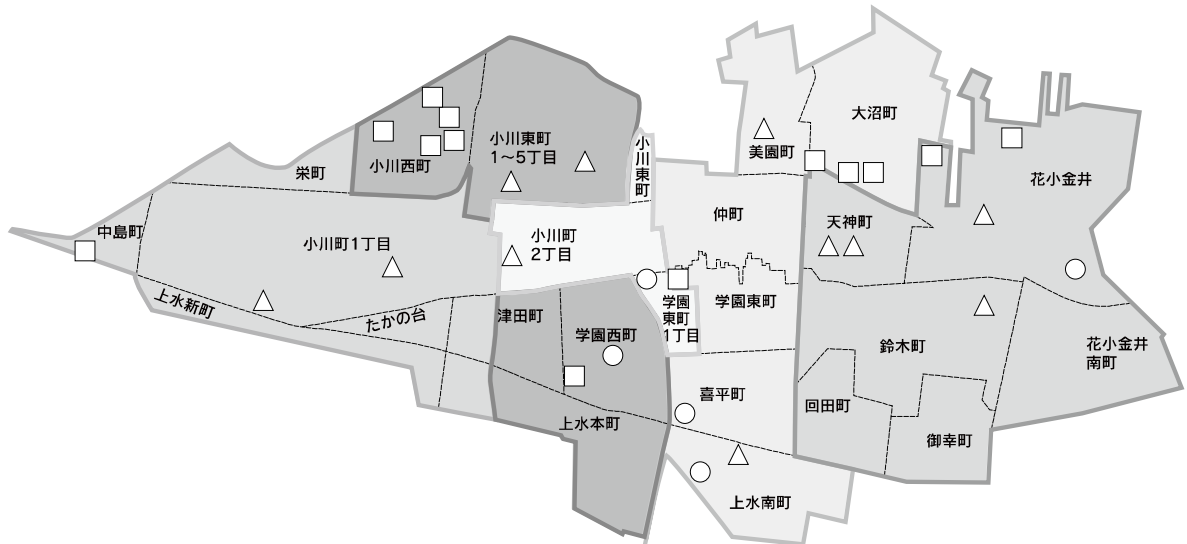 大沼町
小川東町
1～5丁目
小川東町
美園町
小川西町
栄町
花小金井
仲町
天神町
中島町
小川町1丁目
小川町
2丁目
上水新町
たかの台
津田町
学園西町
学園
東町
1丁目
学園東町
鈴木町
花小金井
南町
喜平町
回田町
上水本町
御幸町
上水南町